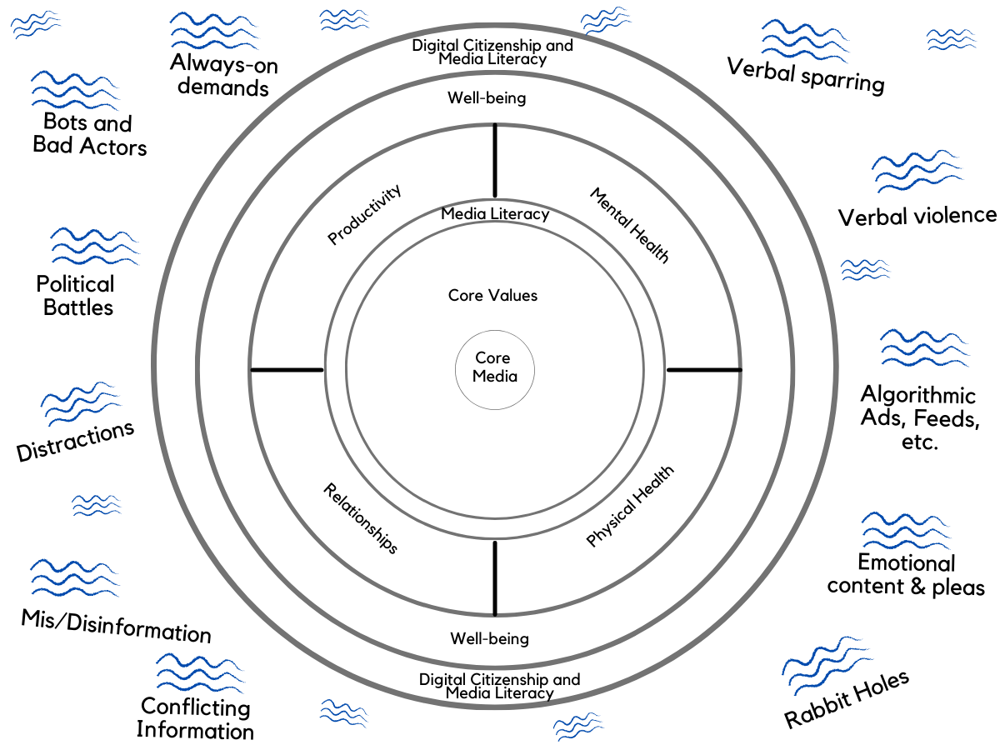 Always-on
demands
Bots and
Bad Actors
Political
Battles
Distractions
Mis/Disinformation
Conflicting
Information
Digital Citizenship and
Media Literacy
Well-being
Productivity
Mental Health
Media Literacy
Core Values
Core
Media
Relationships
Physical Health
Well-being
Digital Citizenship and
Media Literacy
Verbal sparring
Verbal violence
Algorithmic
Ads, Feeds,
etc.
Emotional
content & pleas
Rabbit Holes